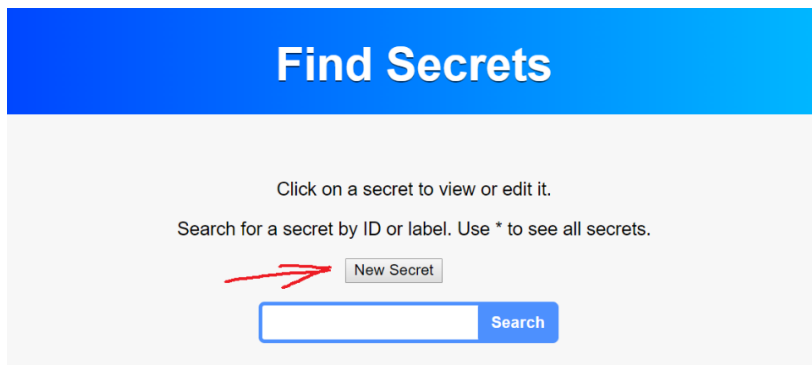 Find Secrets
Click on a secret to view or edit it.
Search for a secret by ID or label. Use * to see all secrets.
New Secret
Search